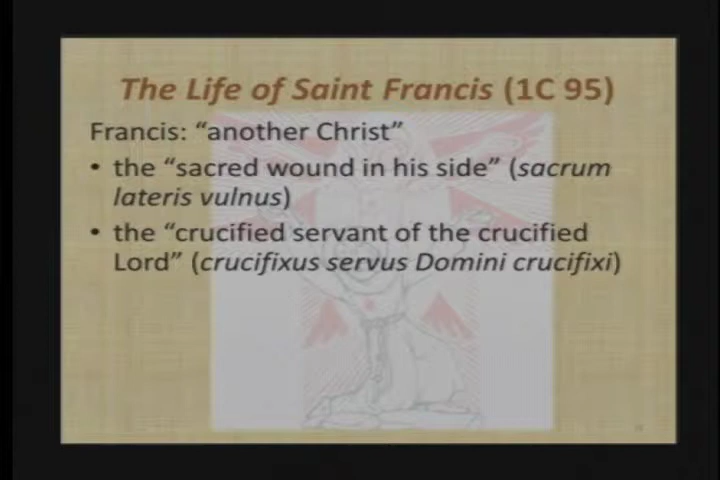 The Life of Saint Francis (1C 95)
Francis: “another Christ”
• the “sacred wound in his side” (sacrum
lateris vulnus)
• the “crucified servant of the crucified
Lord” (crucifixus servus Domini crucifixi)